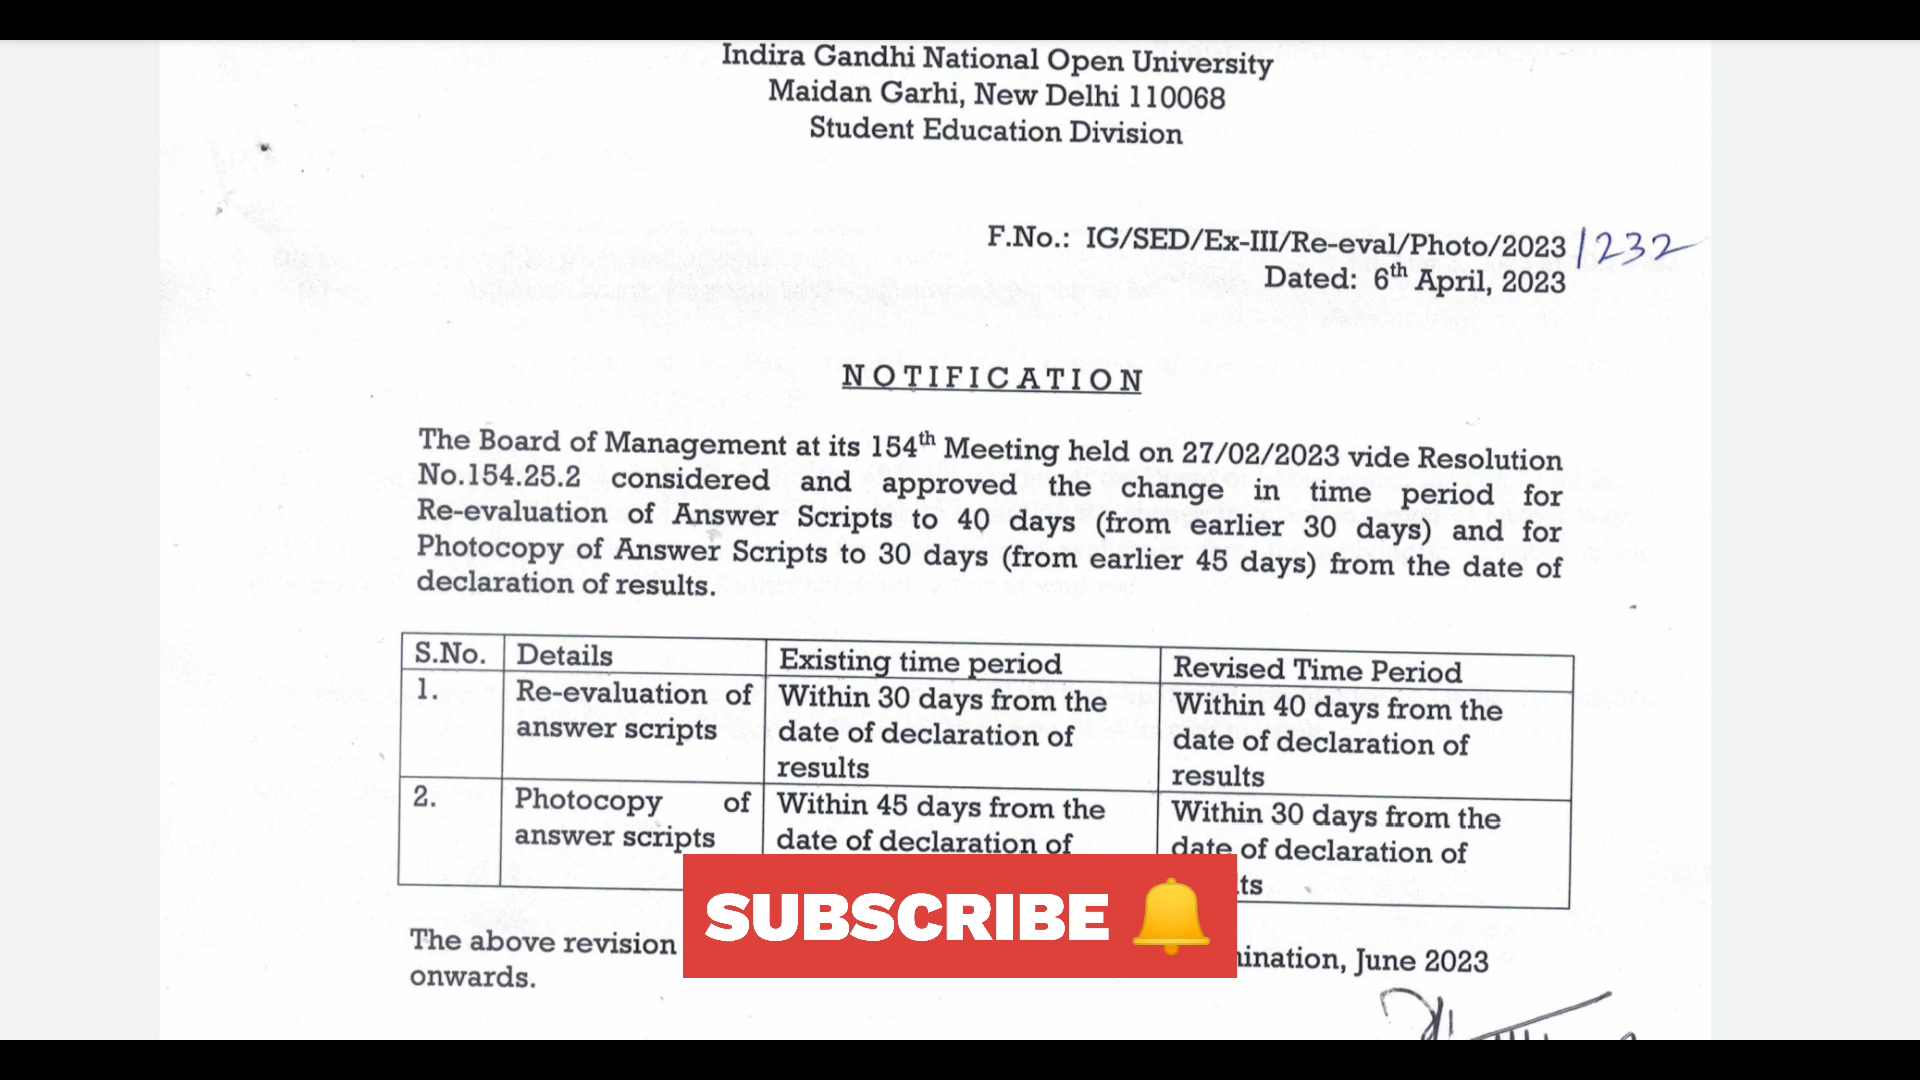 Indira Gandhi National Open University
Maidan Garhi, New Delhi 110068
Student Education Division
F.No.: IG/SED/Ex-III/Re-eval/Photo/2023/1232
Dated: 6th April, 2023
NOTIFICATION
The Board of Management at its 154th Meeting held on 27/02/2023 vide Resolution
No.154.25.2 considered and approved the change in time period for
Re-evaluation of Answer Scripts to 40 days (from earlier 30 days) and for
Photocopy of Answer Scripts to 30 days (from earlier 45 days) from the date of
declaration of results.
S.No. Details Existing time period Revised Time Period
1. Re-evaluation of Within 30 days from the Within 40 days from the
answer scripts date of declaration of date of declaration of
results results
2. Photocopy of Within 45 days from the Within 30 days from the
answer scripts date of declaration of date of declaration of
SUBSCRIBE
The above revision
June 2023
onwards.